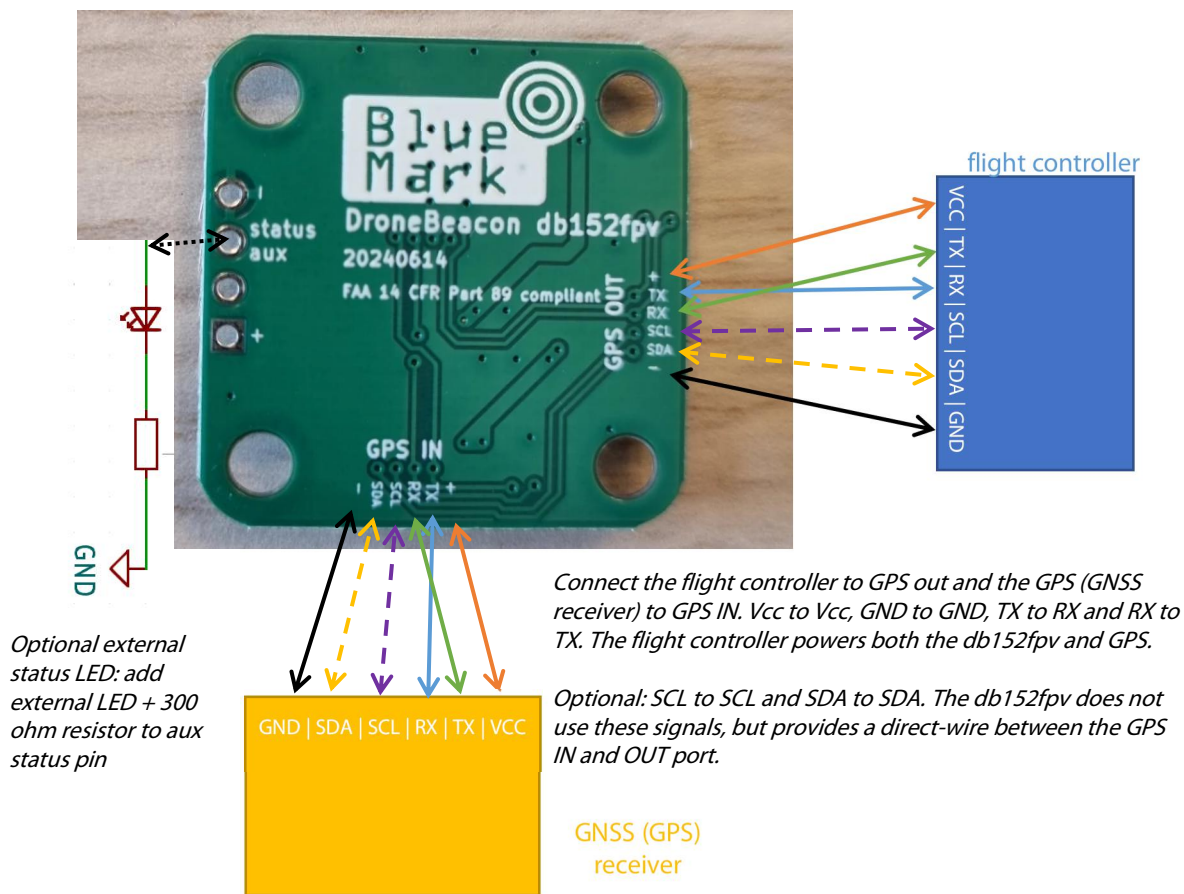 Blue
Mark
DroneBeacon db152fpv
20240614
FAA 14 CFR Part 89 compliant
-
status
aux
+
GPS OUT
+
TX
RX
SCL
SDA
-
GPS IN
- SDA SCL RX TX +
flight controller
VCC | TX | RX | SCL | SDA | GND
GND
Optional external
status LED: add
external LED + 300
ohm resistor to aux
status pin
Connect the flight controller to GPS out and the GPS (GNSS
receiver) to GPS IN. Vcc to Vcc, GND to GND, TX to RX and RX to
TX. The flight controller powers both the db152fpv and GPS.
Optional: SCL to SCL and SDA to SDA. The db152fpv does not
use these signals, but provides a direct-wire between the GPS
IN and OUT port.
GND | SDA | SCL | RX | TX | VCC
GNSS (GPS)
receiver